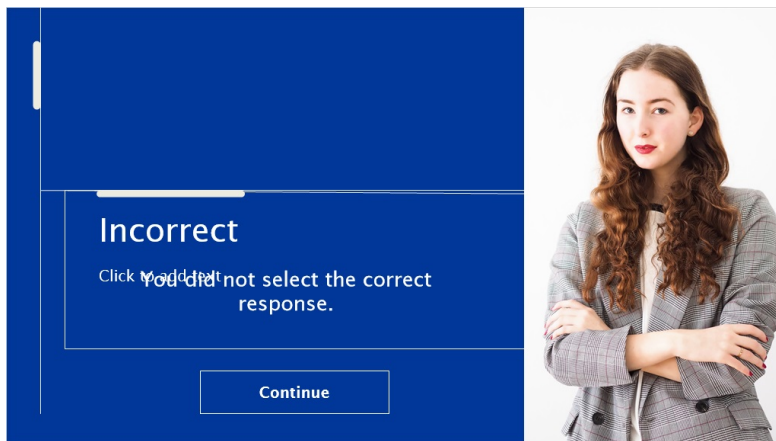 Incorrect
Click to add text
You did not select the correct
response.
Continue